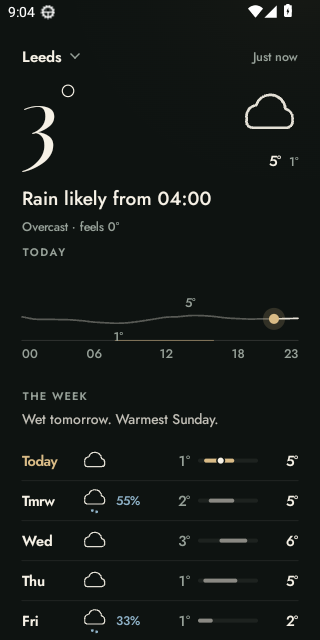 9:04
Leeds
Just now
3°
5° 1°
Rain likely from 04:00
Overcast · feels 0°
TODAY
5°
1°
00 06 12 18 23
THE WEEK
Wet tomorrow. Warmest Sunday.
Today 1° 5°
Tmrw 55% 2° 5°
Wed 3° 6°
Thu 1° 5°
Fri 33% 1° 2°